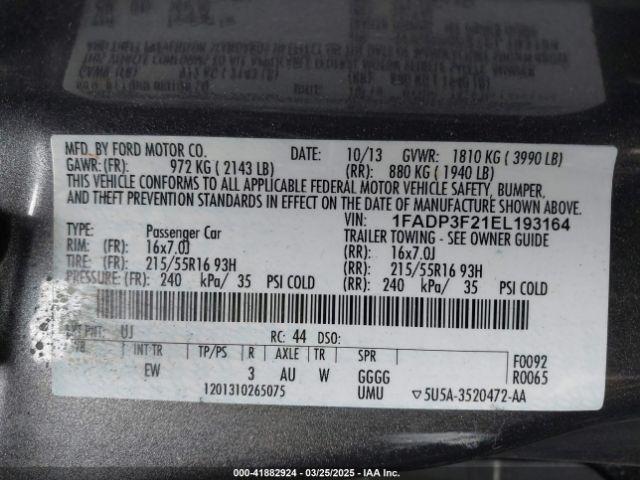 MFD. BY FORD MOTOR CO. DATE: 10/13 GVWR: 1810 KG ( 3990 LB)
GAWR: (FR): 972 KG ( 2143 LB) (RR): 880 KG ( 1940 LB)
THIS VEHICLE CONFORMS TO ALL APPLICABLE FEDERAL MOTOR VEHICLE SAFETY, BUMPER,
AND THEFT PREVENTION STANDARDS IN EFFECT ON THE DATE OF MANUFACTURE SHOWN ABOVE.
VIN: 1FADP3F21EL193164
TYPE: Passenger Car TRAILER TOWING - SEE OWNER GUIDE
RIM: (FR): 16x7.0J (RR): 16x7.0J
TIRE: (FR): 215/55R16 93H (RR): 215/55R16 93H
PRESSURE: (FR): 240 kPa/ 35 PSI COLD (RR): 240 kPa/ 35 PSI COLD
EXT PNT: UJ RC: 44 DSO:
INT TR TP/PS R AXLE TR SPR F0092
EW 3 AU W GGGG R0065
1201310265075 UMU ▽5U5A-3520472-AA
000-41882924 - 03/25/2025 - IAA Inc.